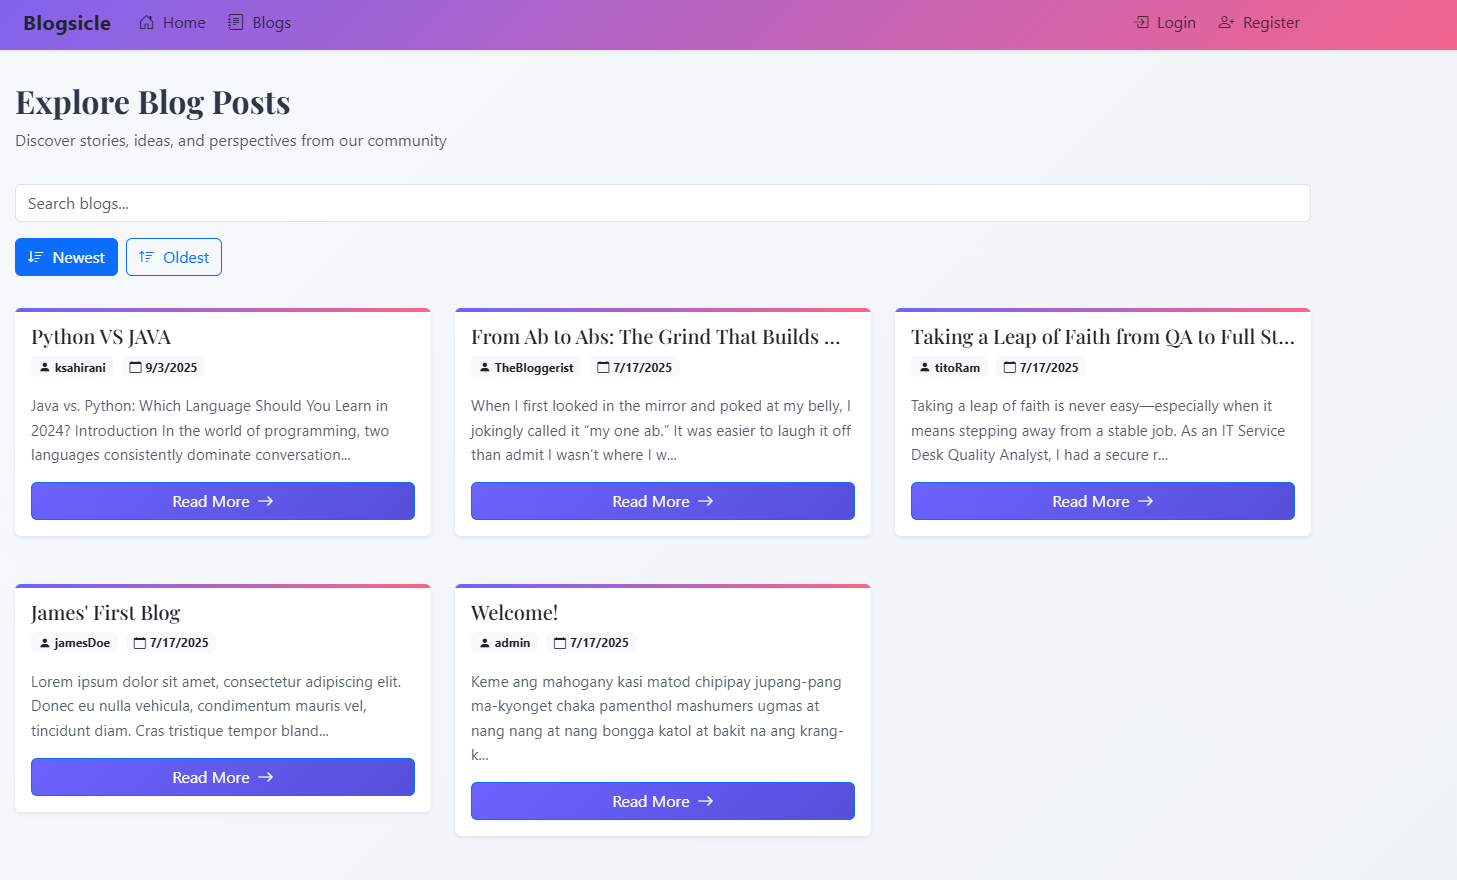 Blogsicle Home Blogs Login Register
Explore Blog Posts
Discover stories, ideas, and perspectives from our community
Search blogs...
Newest Oldest
Python VS JAVA
ksahirani 9/3/2025
Java vs. Python: Which Language Should You Learn in
2024? Introduction In the world of programming, two
languages consistently dominate conversation...
Read More
From Ab to Abs: The Grind That Builds ...
TheBloggerist 7/17/2025
When I first looked in the mirror and poked at my belly, I
jokingly called it “my one ab.” It was easier to laugh it off
than admit I wasn’t where I w...
Read More
Taking a Leap of Faith from QA to Full St...
titoRam 7/17/2025
Taking a leap of faith is never easy—especially when it
means stepping away from a stable job. As an IT Service
Desk Quality Analyst, I had a secure r...
Read More
James' First Blog
jamesDoe 7/17/2025
Lorem ipsum dolor sit amet, consectetur adipiscing elit.
Donec eu nulla vehicula, condimentum mauris vel,
tincidunt diam. Cras tristique tempor bland...
Read More
Welcome!
admin 7/17/2025
Keme ang mahogany kasi matod chipipay jupang-pang
ma-kyonget chaka pamenthol mashumers ugmas at
nang nang at nang bongga katol at bakit na ang krang-
k...
Read More